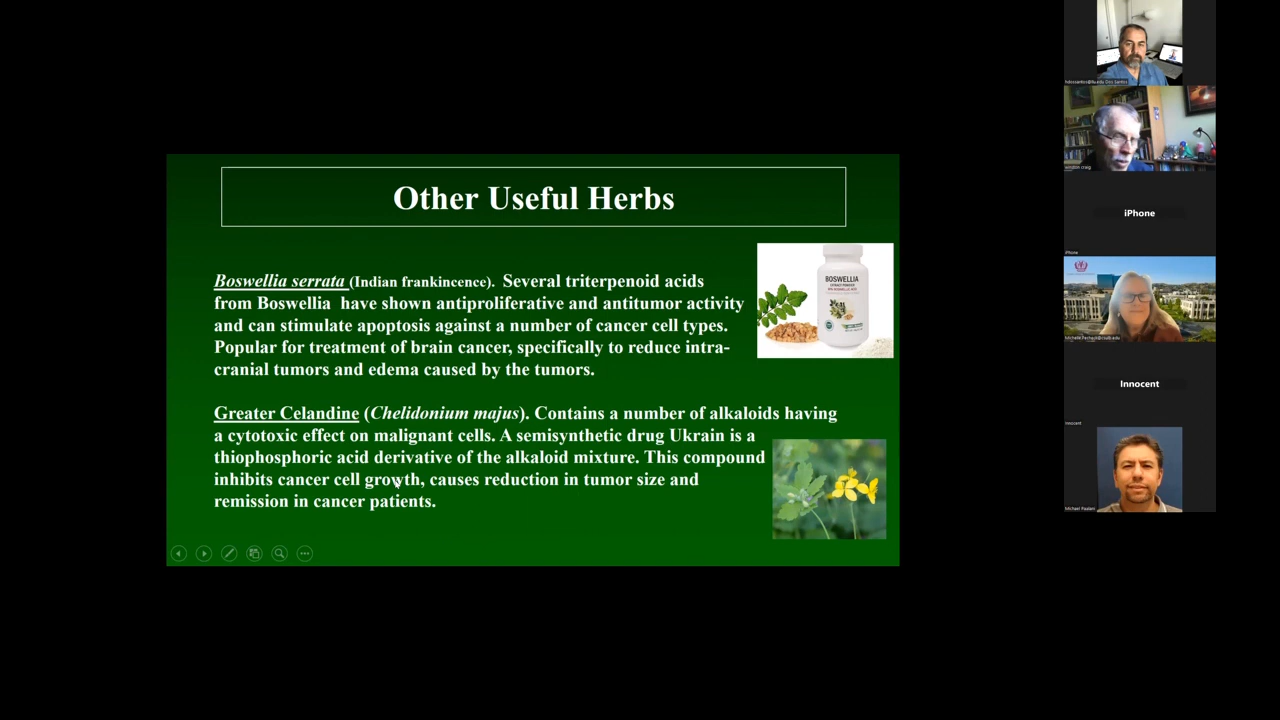 Other Useful Herbs
Boswellia serrata (Indian frankincence). Several triterpenoid acids
from Boswellia have shown antiproliferative and antitumor activity
and can stimulate apoptosis against a number of cancer cell types.
Popular for treatment of brain cancer, specifically to reduce intra-
cranial tumors and edema caused by the tumors.
BOSWELLIA
Greater Celandine (Chelidonium majus). Contains a number of alkaloids having
a cytotoxic effect on malignant cells. A semisynthetic drug Ukrain is a
thiophosphoric acid derivative of the alkaloid mixture. This compound
inhibits cancer cell growth, causes reduction in tumor size and
remission in cancer patients.
winston craig
iPhone
iPhone
Innocent
Innocent